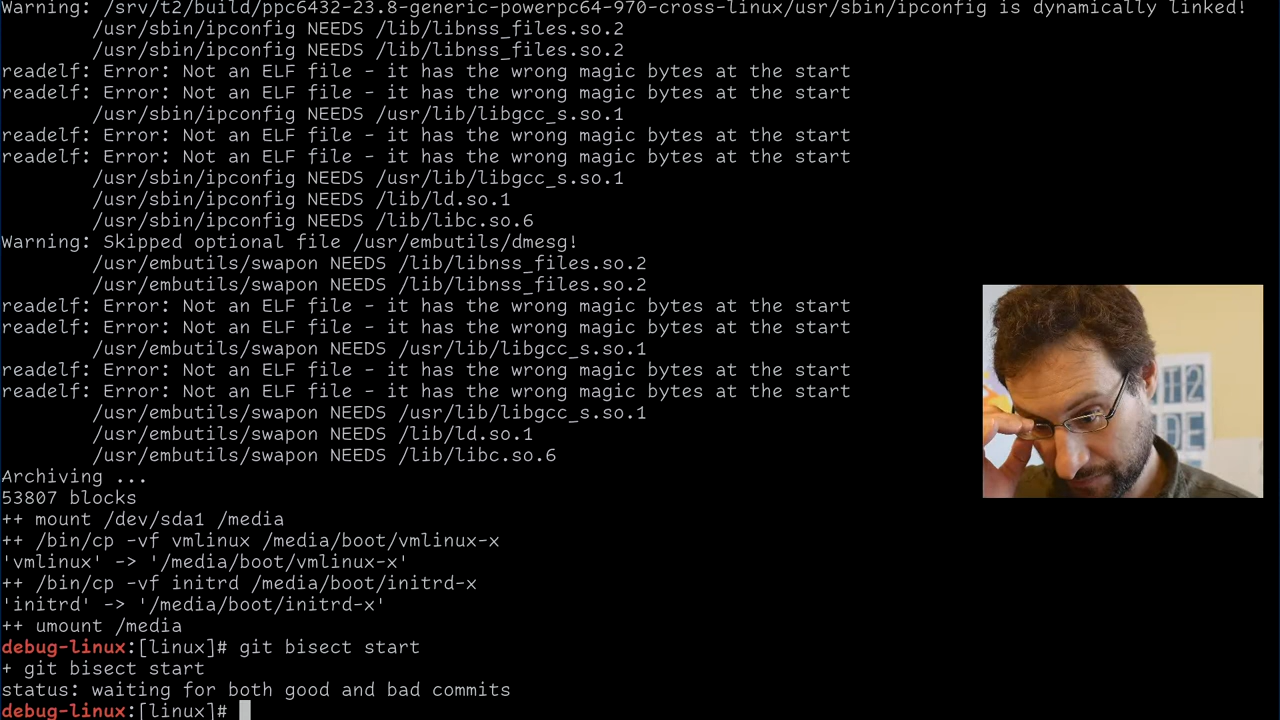 Warning: /srv/t2/build/ppc6432-23.8-generic-powerpc64-970-cross-linux/usr/sbin/ipconfig is dynamically linked!
/usr/sbin/ipconfig NEEDS /lib/libnss_files.so.2
/usr/sbin/ipconfig NEEDS /lib/libnss_files.so.2
readelf: Error: Not an ELF file - it has the wrong magic bytes at the start
readelf: Error: Not an ELF file - it has the wrong magic bytes at the start
/usr/sbin/ipconfig NEEDS /usr/lib/libgcc_s.so.1
readelf: Error: Not an ELF file - it has the wrong magic bytes at the start
readelf: Error: Not an ELF file - it has the wrong magic bytes at the start
/usr/sbin/ipconfig NEEDS /usr/lib/libgcc_s.so.1
/usr/sbin/ipconfig NEEDS /lib/ld.so.1
/usr/sbin/ipconfig NEEDS /lib/libc.so.6
Warning: Skipped optional file /usr/embutils/dmesg!
/usr/embutils/swapon NEEDS /lib/libnss_files.so.2
/usr/embutils/swapon NEEDS /lib/libnss_files.so.2
readelf: Error: Not an ELF file - it has the wrong magic bytes at the start
readelf: Error: Not an ELF file - it has the wrong magic bytes at the start
/usr/embutils/swapon NEEDS /usr/lib/libgcc_s.so.1
readelf: Error: Not an ELF file - it has the wrong magic bytes at the start
readelf: Error: Not an ELF file - it has the wrong magic bytes at the start
/usr/embutils/swapon NEEDS /usr/lib/libgcc_s.so.1
/usr/embutils/swapon NEEDS /lib/ld.so.1
/usr/embutils/swapon NEEDS /lib/libc.so.6
Archiving ...
53807 blocks
++ mount /dev/sda1 /media
++ /bin/cp -vf vmlinux /media/boot/vmlinux-x
'vmlinux' -> '/media/boot/vmlinux-x'
++ /bin/cp -vf initrd /media/boot/initrd-x
'initrd' -> '/media/boot/initrd-x'
++ umount /media
debug-linux:[linux]# git bisect start
+ git bisect start
status: waiting for both good and bad commits
debug-linux:[linux]#